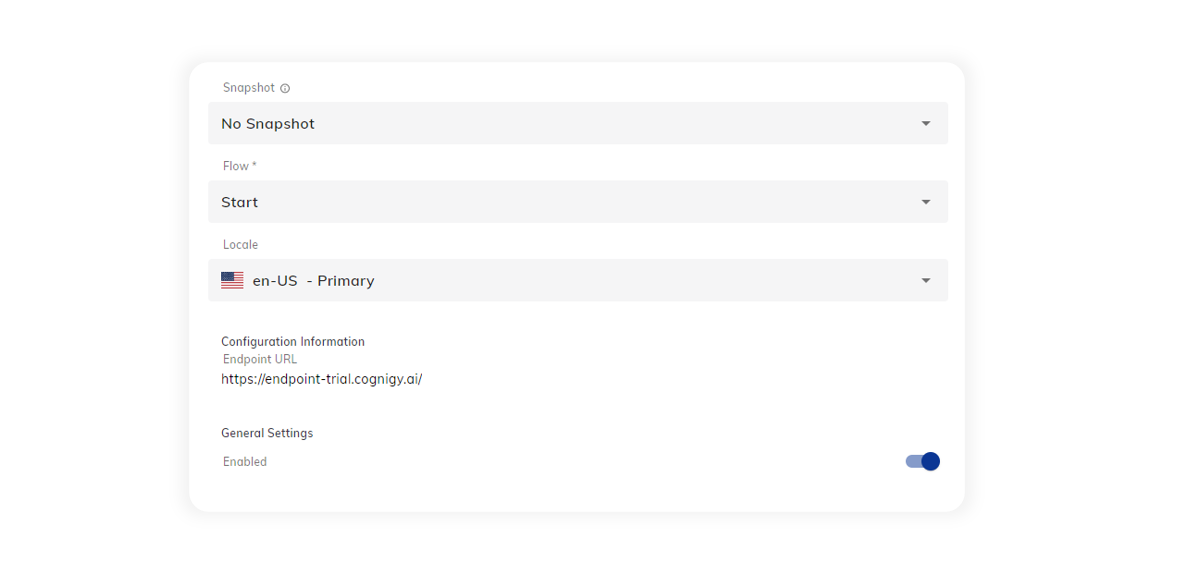 Snapshot
No Snapshot
Flow *
Start
Locale
en-US - Primary
Configuration Information
Endpoint URL
https://endpoint-trial.cognigy.ai/
General Settings
Enabled